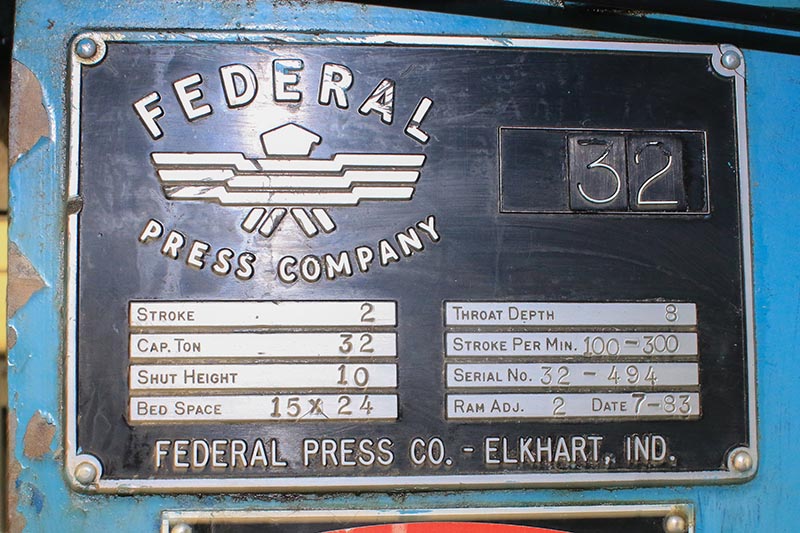 FEDERAL
32
PRESS COMPANY
STROKE 2
CAP. TON 32
SHUT HEIGHT 10
BED SPACE 15 x 24
THROAT DEPTH 8
STROKE PER MIN. 100-300
SERIAL NO. 32 - 494
RAM ADJ. 2 DATE 7-83
FEDERAL PRESS CO. - ELKHART, IND.